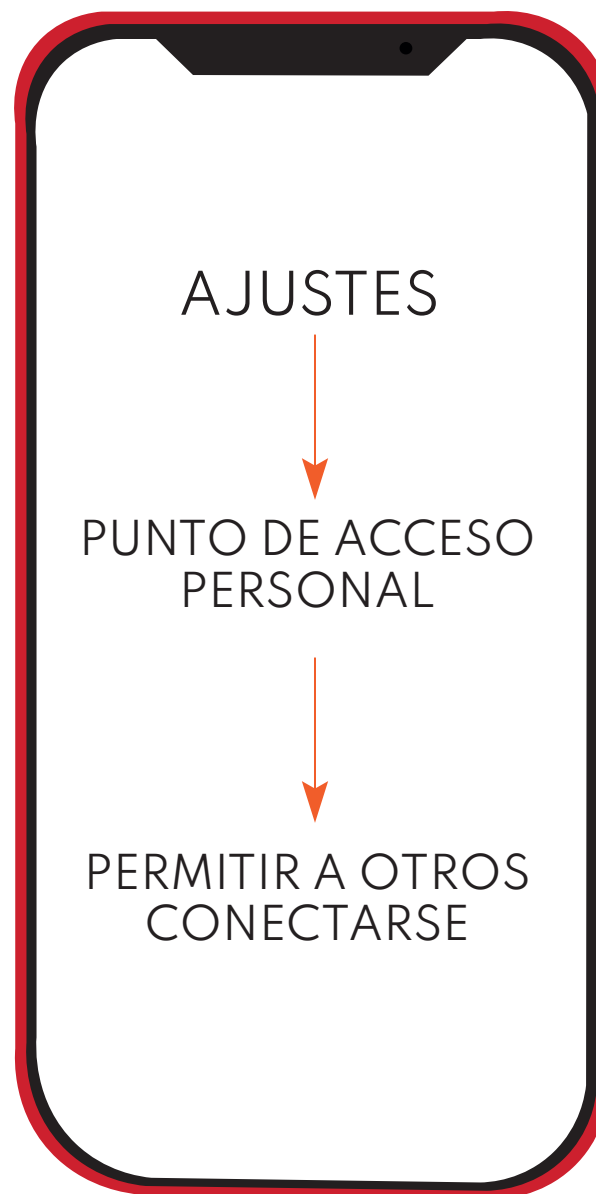 AJUSTES
PUNTO DE ACCESO
PERSONAL
PERMITIR A OTROS
CONECTARSE